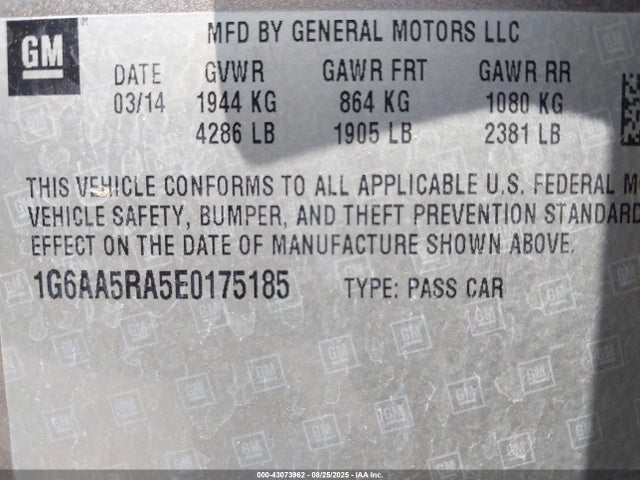 GM
MFD BY GENERAL MOTORS LLC
DATE GVWR GAWR FRT GAWR RR
03/14 1944 KG 864 KG 1080 KG
4286 LB 1905 LB 2381 LB
THIS VEHICLE CONFORMS TO ALL APPLICABLE U.S. FEDERAL M
VEHICLE SAFETY, BUMPER, AND THEFT PREVENTION STANDARD
EFFECT ON THE DATE OF MANUFACTURE SHOWN ABOVE.
1G6AA5RA5E0175185 TYPE: PASS CAR
000-43073962 - 08/25/2025 - IAA Inc.